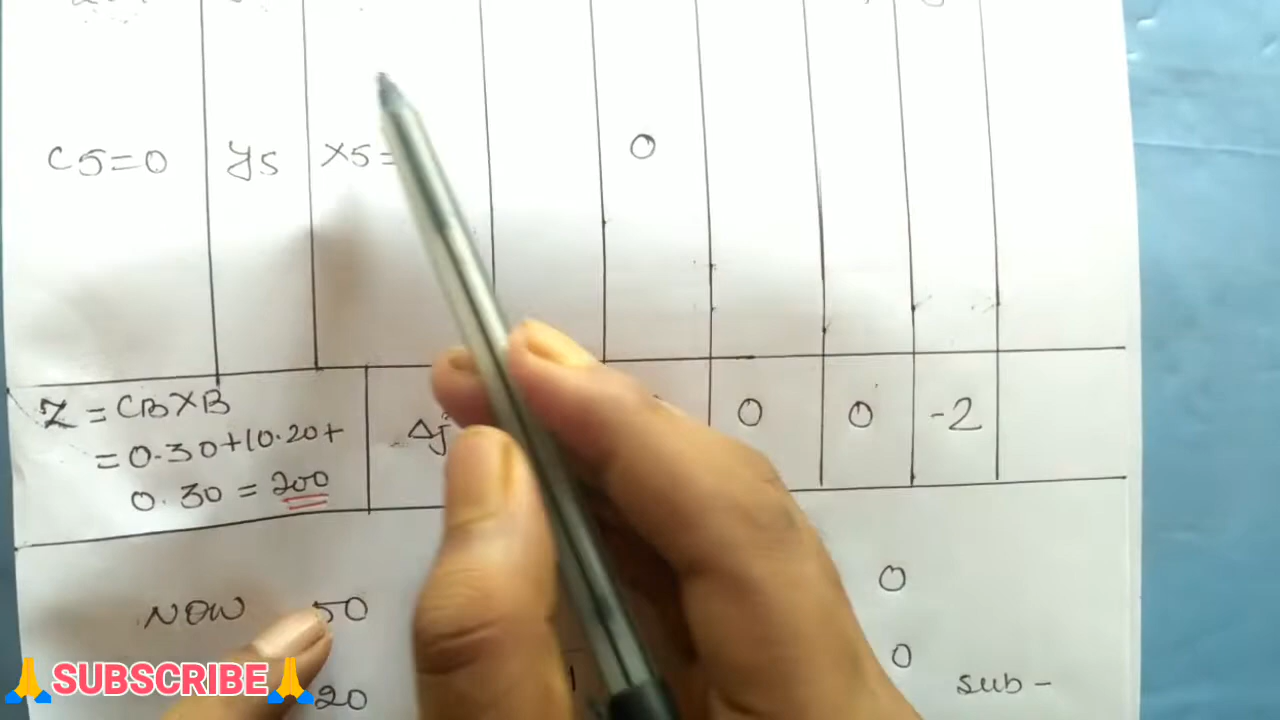 C5=0 y5 x5= 0
Z = CB×B
= 0.30+10.20+
0.30 = 200
Δj 0 0 -2
NOW 50 0
0
20 sub-
SUBSCRIBE